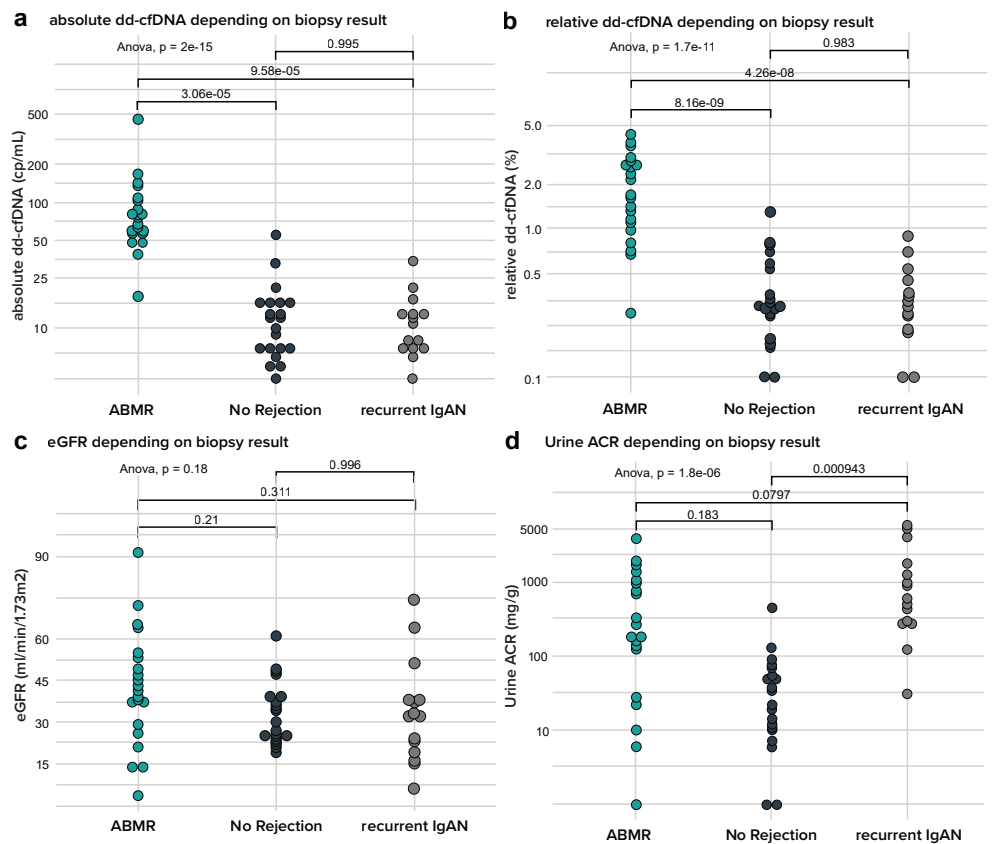 a
absolute dd-cfDNA depending on biopsy result
Anova, p = 2e-15
0.995
9.58e-05
3.06e-05
absolute dd-cfDNA (cp/mL)
500
200
100
50
25
10
ABMR
No Rejection
recurrent IgAN
b
relative dd-cfDNA depending on biopsy result
Anova, p = 1.7e-11
0.983
4.26e-08
8.16e-09
relative dd-cfDNA (%)
5.0
2.0
1.0
0.5
0.1
ABMR
No Rejection
recurrent IgAN
c
eGFR depending on biopsy result
Anova, p = 0.18
0.996
0.311
0.21
eGFR (ml/min/1.73m2)
90
60
45
30
15
ABMR
No Rejection
recurrent IgAN
d
Urine ACR depending on biopsy result
Anova, p = 1.8e-06
0.000943
0.0797
0.183
Urine ACR (mg/g)
5000
1000
100
10
ABMR
No Rejection
recurrent IgAN